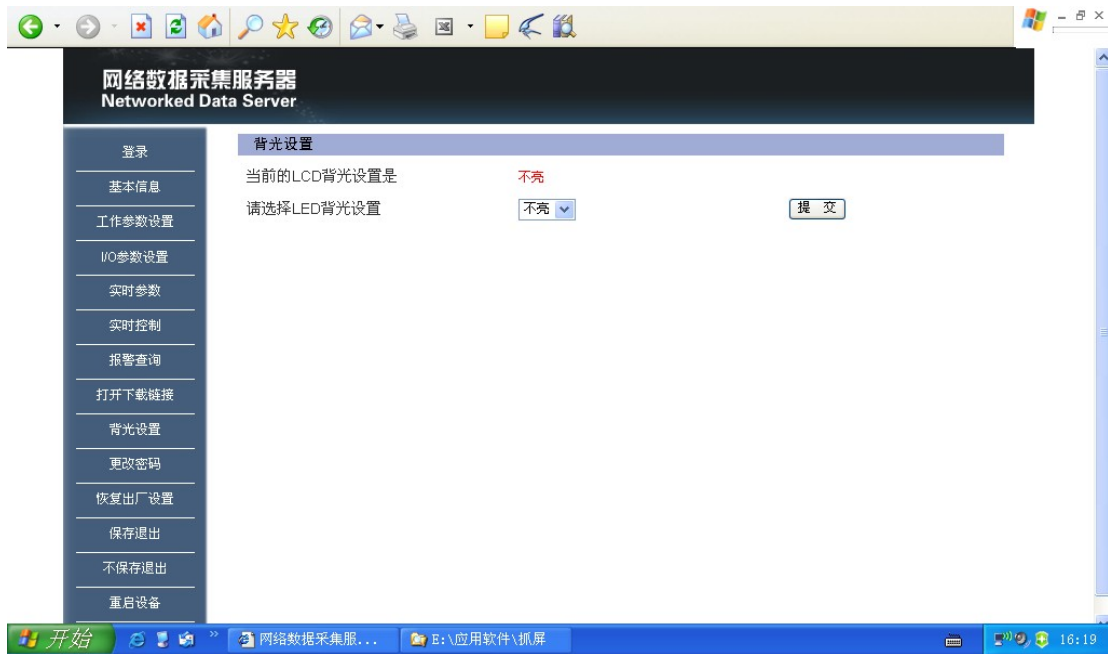 网络数据采集服务器
Networked Data Server
登录
基本信息
工作参数设置
I/O参数设置
实时参数
实时控制
报警查询
打开下载链接
背光设置
更改密码
恢复出厂设置
保存退出
不保存退出
重启设备
背光设置
当前的LCD背光设置是 不亮
请选择LED背光设置 不亮 提 交
开始 网络数据采集服... E:\应用软件\抓屏 16:19